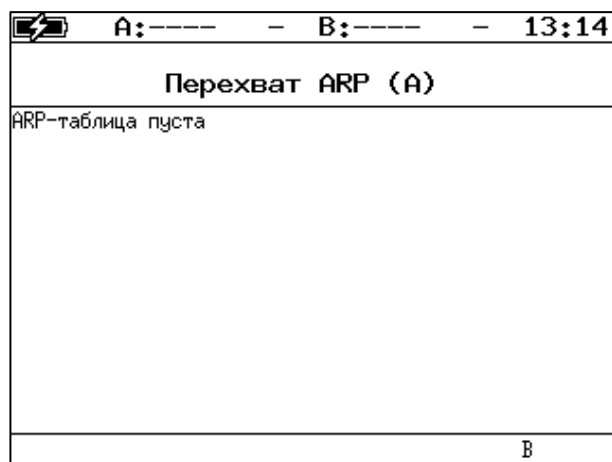 A:---- - B:---- - 13:14
Перехват ARP (A)
ARP-таблица пуста
B